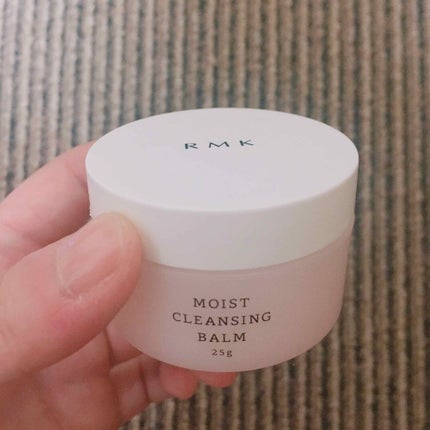 RMK
MOIST
CLEANSING
BALM
25g